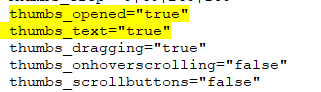 thumbs_opened="true"
thumbs_text="true"
thumbs_dragging="true"
thumbs_onhoverscrolling="false"
thumbs_scrollbuttons="false"